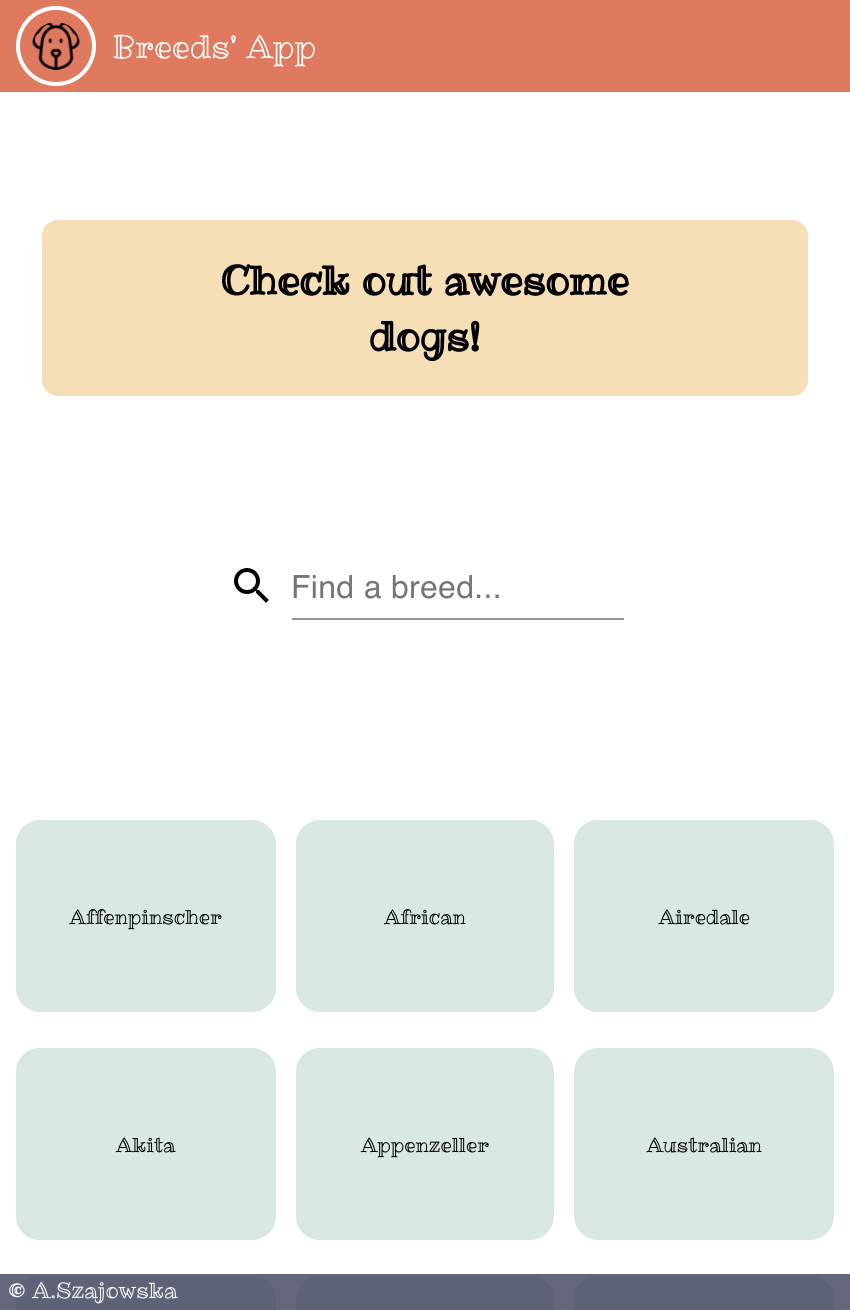 Breeds' App
Check out awesome
dogs!
Find a breed...
Affenpinscher
African
Airedale
Akita
Appenzeller
Australian
© A.Szajowska